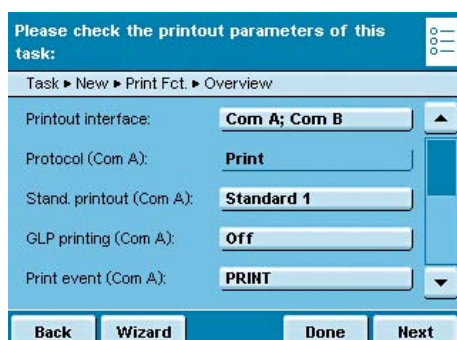 Please check the printout parameters of this
task:
Task ▸ New ▸ Print Fct. ▸ Overview
Printout interface: Com A; Com B
Protocol (Com A): Print
Stand. printout (Com A): Standard 1
GLP printing (Com A): Off
Print event (Com A): PRINT
Back Wizard Done Next